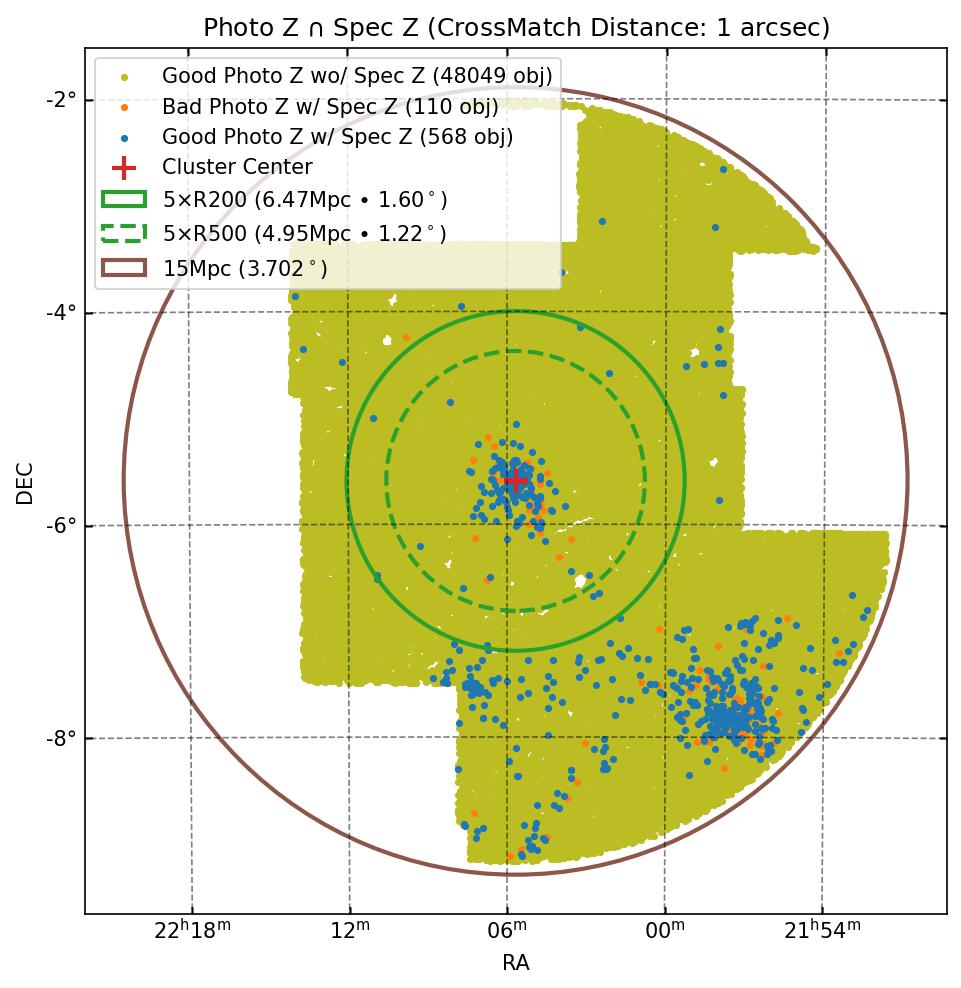 Photo Z ∩ Spec Z (CrossMatch Distance: 1 arcsec)
Good Photo Z wo/ Spec Z (48049 obj)
Bad Photo Z w/ Spec Z (110 obj)
Good Photo Z w/ Spec Z (568 obj)
Cluster Center
5×R200 (6.47Mpc • 1.60°)
5×R500 (4.95Mpc • 1.22°)
15Mpc (3.702°)
-2°
-4°
-6°
-8°
DEC
22ʰ18ᵐ 12ᵐ 06ᵐ 00ᵐ 21ʰ54ᵐ
RA